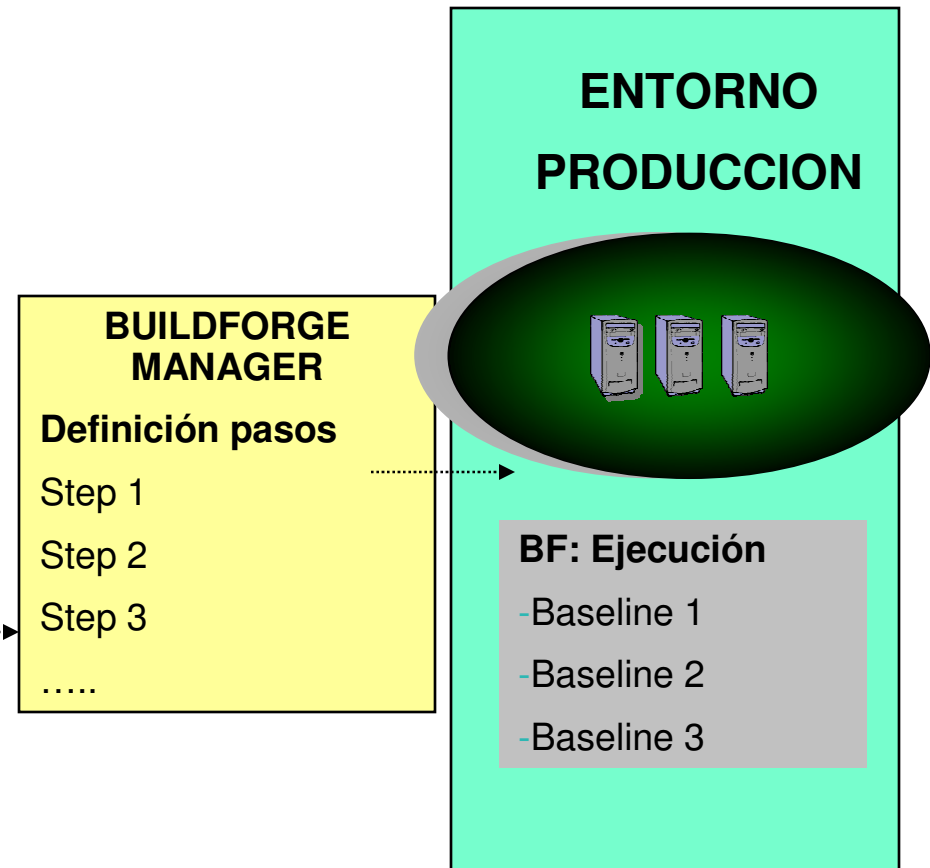 ENTORNO
PRODUCCION
BUILDFORGE
MANAGER
Definición pasos
Step 1
Step 2
Step 3
…..
BF: Ejecución
-Baseline 1
-Baseline 2
-Baseline 3